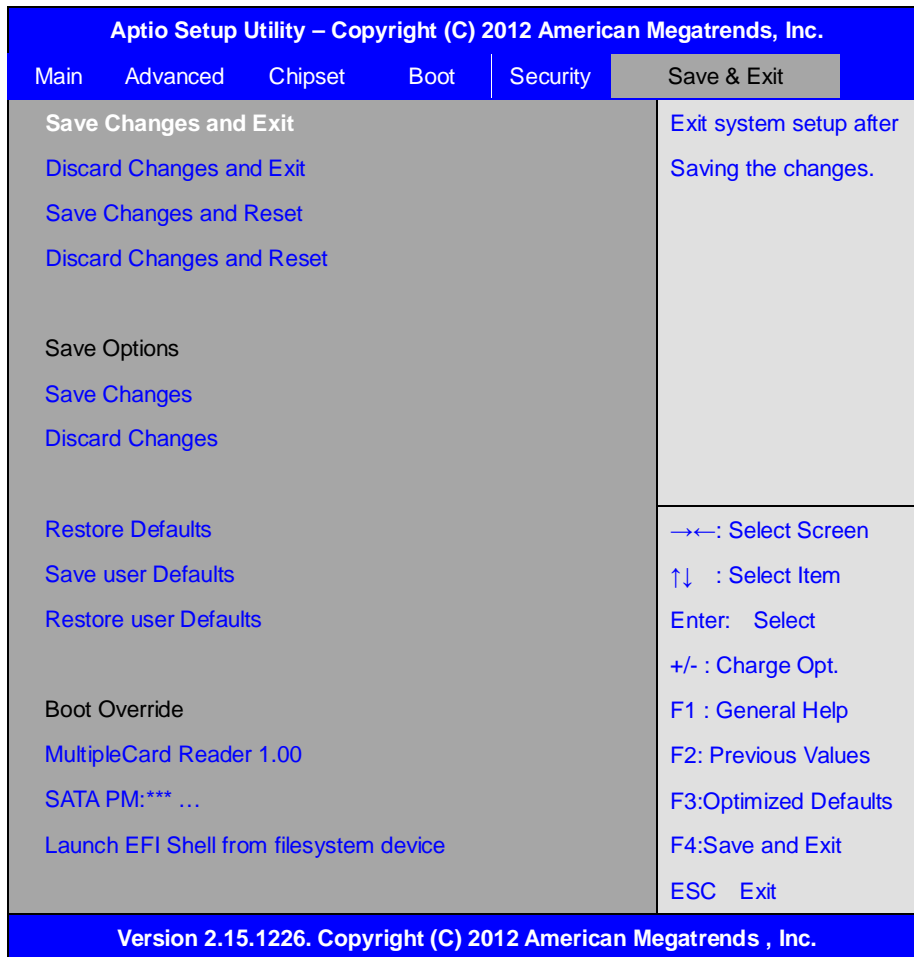 Aptio Setup Utility – Copyright (C) 2012 American Megatrends, Inc.
Main Advanced Chipset Boot Security Save & Exit
Save Changes and Exit
Discard Changes and Exit
Save Changes and Reset
Discard Changes and Reset
Save Options
Save Changes
Discard Changes
Restore Defaults
Save user Defaults
Restore user Defaults
Boot Override
MultipleCard Reader 1.00
SATA PM:*** …
Launch EFI Shell from filesystem device
Exit system setup after
Saving the changes.
→←: Select Screen
↑↓ : Select Item
Enter: Select
+/- : Charge Opt.
F1 : General Help
F2: Previous Values
F3:Optimized Defaults
F4:Save and Exit
ESC Exit
Version 2.15.1226. Copyright (C) 2012 American Megatrends , Inc.